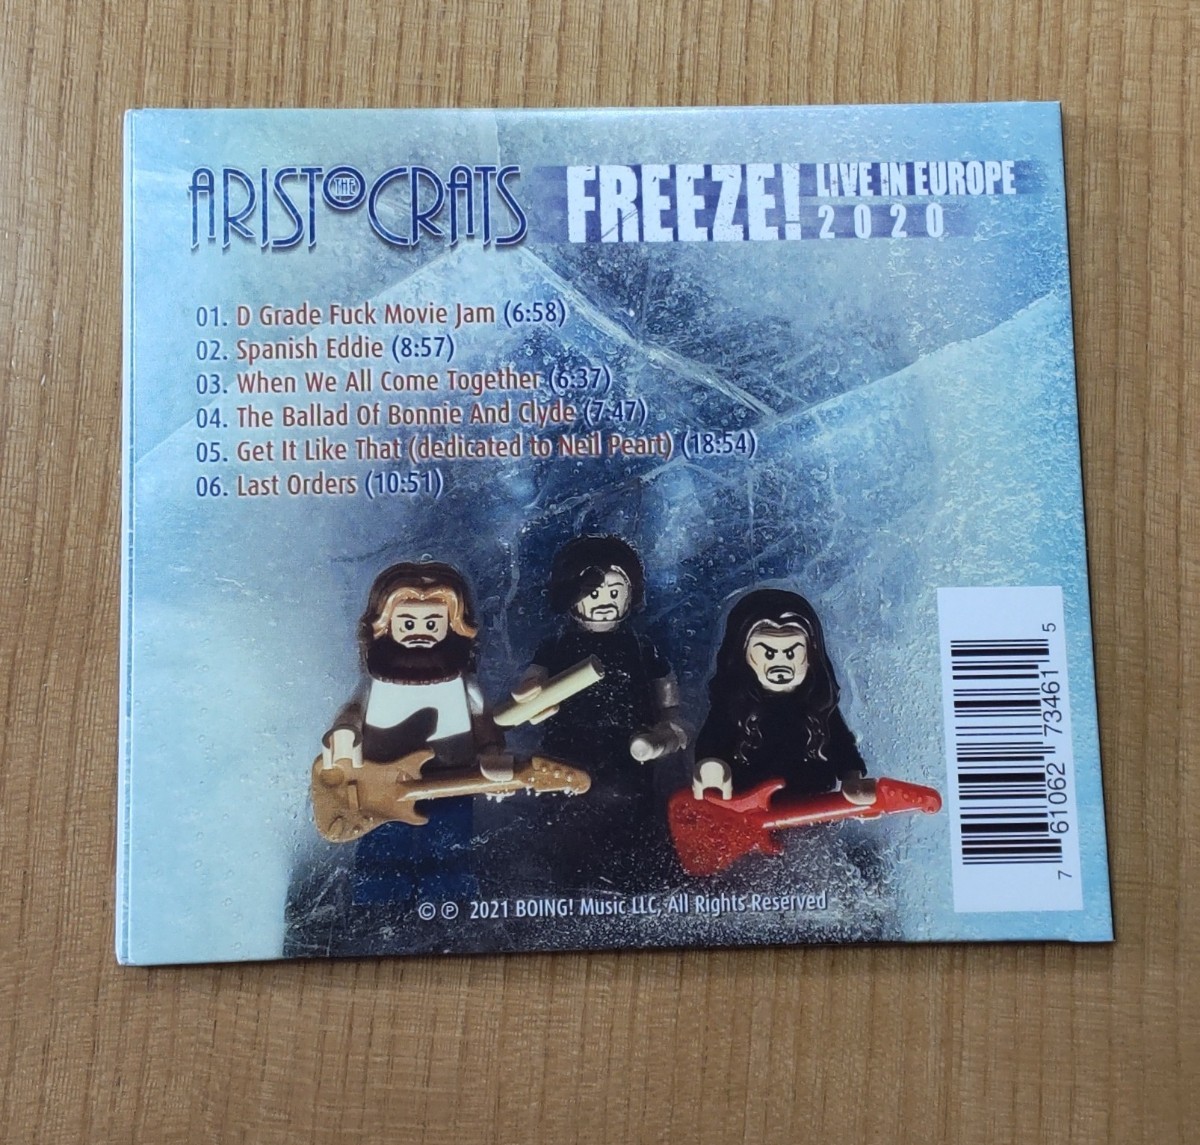 THE ARISTOCRATS FREEZE! LIVE IN EUROPE 2020
01. D Grade Fuck Movie Jam (6:58)
02. Spanish Eddie (8:57)
03. When We All Come Together (6:37)
04. The Ballad Of Bonnie And Clyde (7:47)
05. Get It Like That (dedicated to Neil Peart) (18:54)
06. Last Orders (10:51)
7 61062 73461 5
© ℗ 2021 BOING! Music LLC, All Rights Reserved